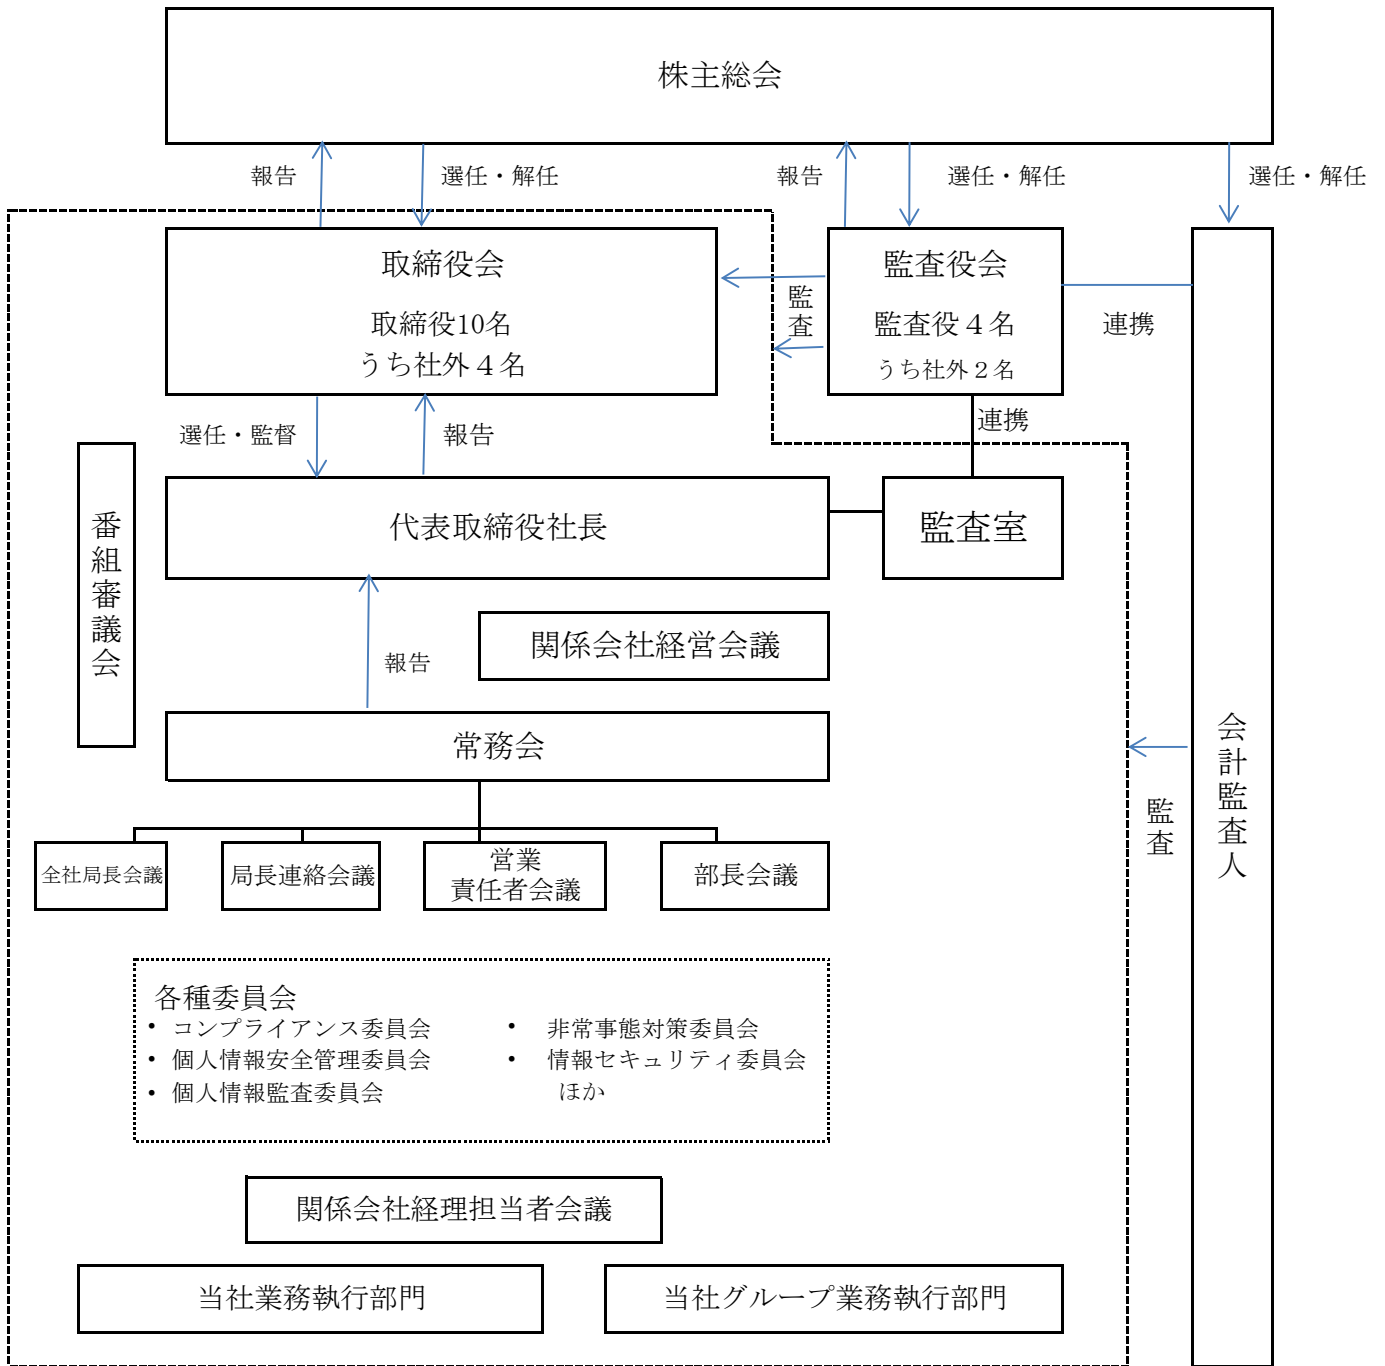 株主総会
報告
選任・解任
報告
選任・解任
選任・解任
取締役会
取締役10名
うち社外４名
監査
監査役会
監査役４名
うち社外２名
連携
連携
選任・監督
報告
番組審議会
代表取締役社長
監査室
関係会社経営会議
報告
常務会
会計監査人
監査
全社局長会議
局長連絡会議
営業
責任者会議
部長会議
各種委員会
• コンプライアンス委員会
• 個人情報安全管理委員会
• 個人情報監査委員会
• 非常事態対策委員会
• 情報セキュリティ委員会
ほか
関係会社経理担当者会議
当社業務執行部門
当社グループ業務執行部門